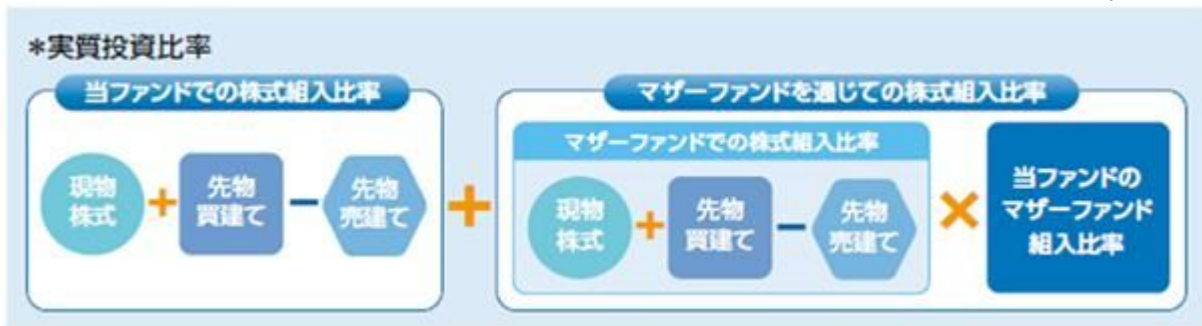 *実質投資比率
当ファンドでの株式組入比率
現物
株式
+
先物
買建て
−
先物
売建て
+
マザーファンドを通じての株式組入比率
マザーファンドでの株式組入比率
現物
株式
+
先物
買建て
−
先物
売建て
×
当ファンドの
マザーファンド
組入比率